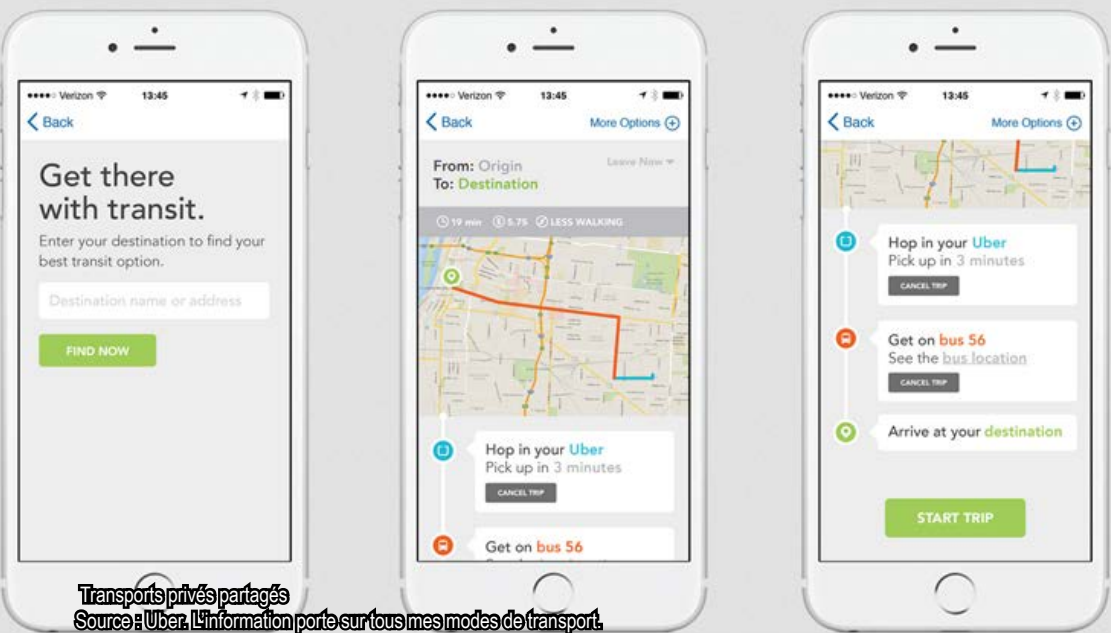 ●●●●○ Verizon 13:45
Back
Get there
with transit.
Enter your destination to find your
best transit option.
Destination name or address
FIND NOW
●●●●○ Verizon 13:45
Back More Options
From: Origin Leave Now
To: Destination
19 min 5.75 LESS WALKING
Hop in your Uber
Pick up in 3 minutes
CANCEL TRIP
Get on bus 56
●●●●○ Verizon 13:45
Back More Options
Hop in your Uber
Pick up in 3 minutes
CANCEL TRIP
Get on bus 56
See the bus location
CANCEL TRIP
Arrive at your destination
START TRIP
Transports privés partagés
Source : Uber. L'information porte sur tous mes modes de transport.